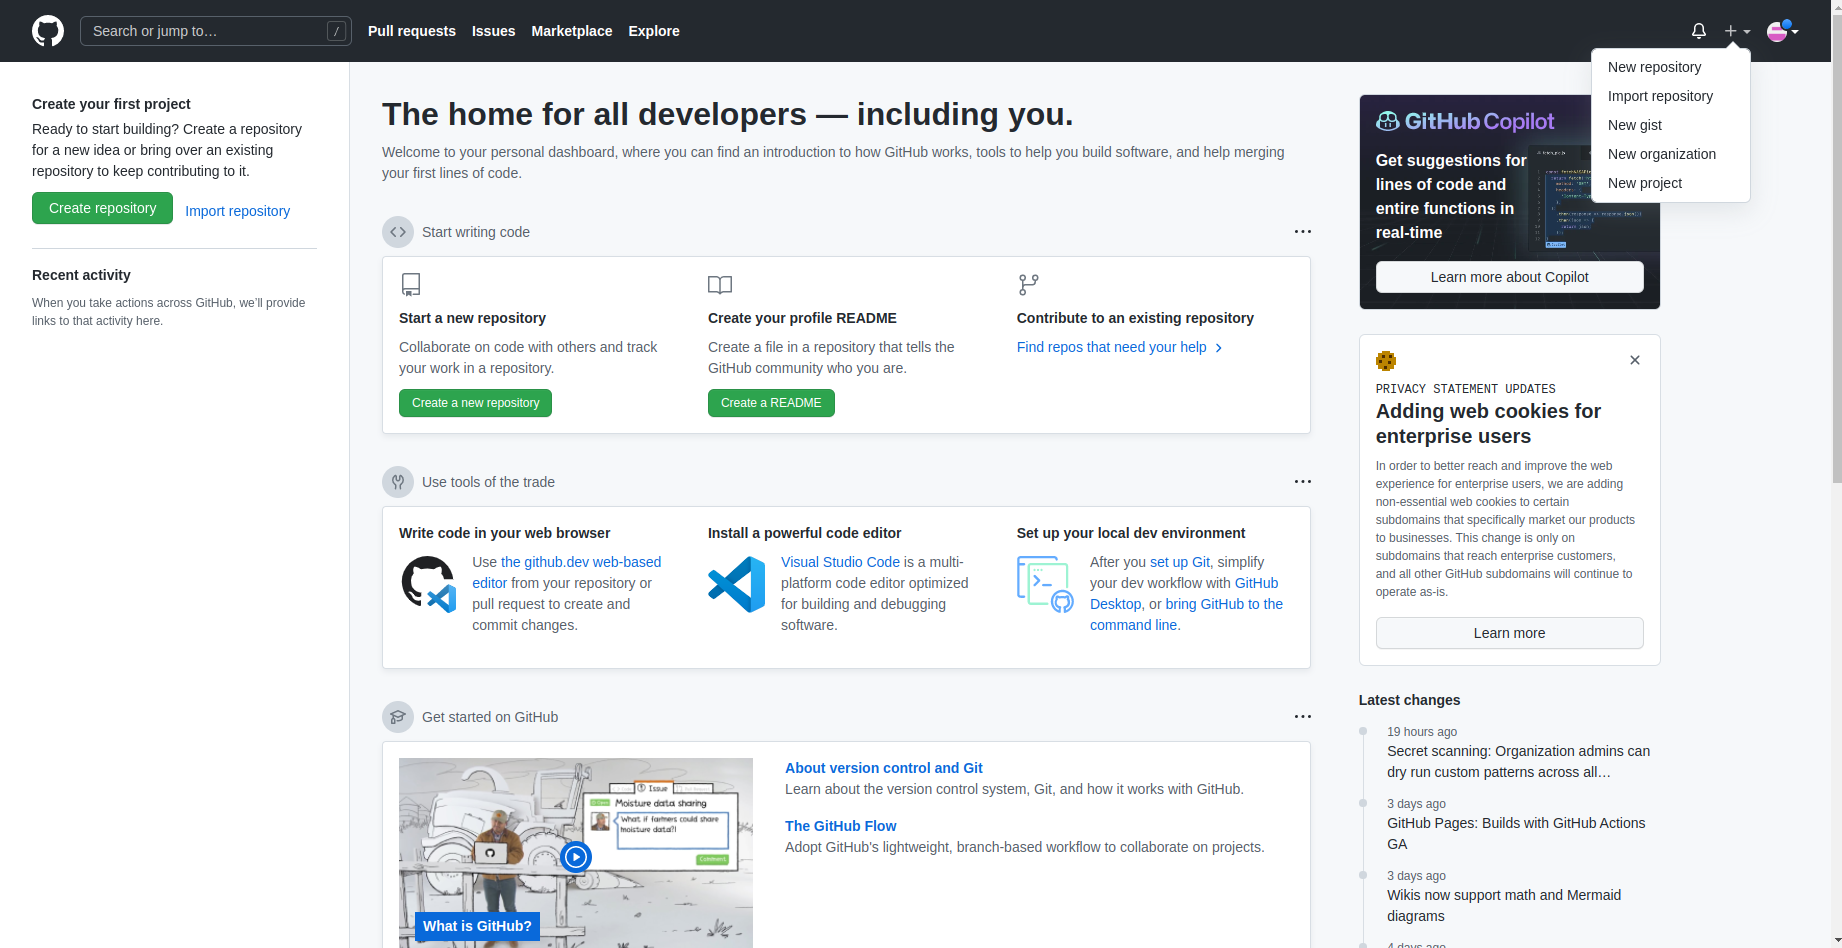 Search or jump to…
/
Pull requests
Issues
Marketplace
Explore
New repository
Import repository
New gist
New organization
New project
Create your first project
Ready to start building? Create a repository
for a new idea or bring over an existing
repository to keep contributing to it.
Create repository
Import repository
Recent activity
When you take actions across GitHub, we’ll provide
links to that activity here.
The home for all developers — including you.
Welcome to your personal dashboard, where you can find an introduction to how GitHub works, tools to help you build software, and help merging
your first lines of code.
Start writing code
Start a new repository
Collaborate on code with others and track
your work in a repository.
Create a new repository
Create your profile README
Create a file in a repository that tells the
GitHub community who you are.
Create a README
Contribute to an existing repository
Find repos that need your help
Use tools of the trade
Write code in your web browser
Use the github.dev web-based
editor from your repository or
pull request to create and
commit changes.
Install a powerful code editor
Visual Studio Code is a multi-
platform code editor optimized
for building and debugging
software.
Set up your local dev environment
After you set up Git, simplify
your dev workflow with GitHub
Desktop, or bring GitHub to the
command line.
Get started on GitHub
Issue
Open
Moisture data sharing
What if farmers could share
moisture data?!
Comment
What is GitHub?
About version control and Git
Learn about the version control system, Git, and how it works with GitHub.
The GitHub Flow
Adopt GitHub's lightweight, branch-based workflow to collaborate on projects.
GitHub Copilot
Get suggestions for
lines of code and
entire functions in
real-time
Learn more about Copilot
PRIVACY STATEMENT UPDATES
Adding web cookies for
enterprise users
In order to better reach and improve the web
experience for enterprise users, we are adding
non-essential web cookies to certain
subdomains that specifically market our products
to businesses. This change is only on
subdomains that reach enterprise customers,
and all other GitHub subdomains will continue to
operate as-is.
Learn more
Latest changes
19 hours ago
Secret scanning: Organization admins can
dry run custom patterns across all…
3 days ago
GitHub Pages: Builds with GitHub Actions
GA
3 days ago
Wikis now support math and Mermaid
diagrams
4 days ago